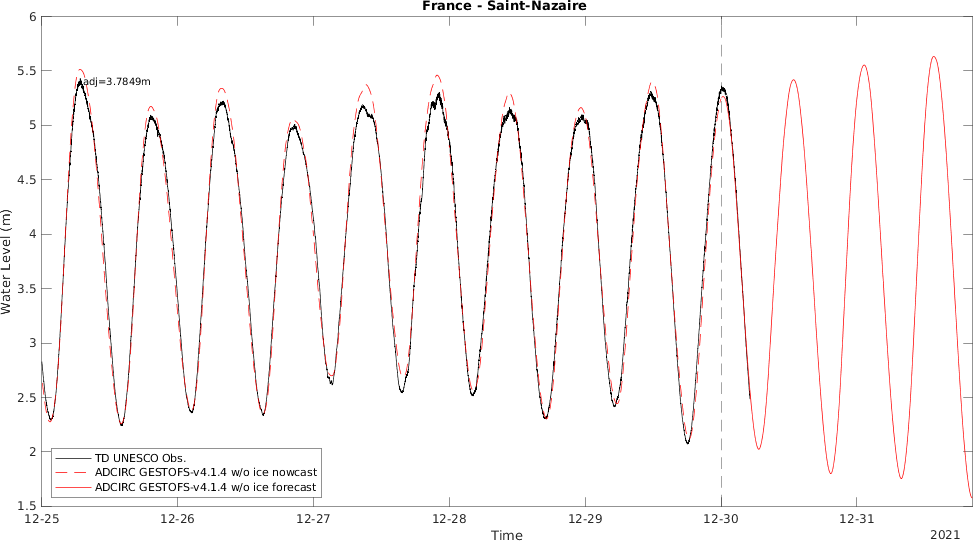 France - Saint-Nazaire
6
5.5
5
4.5
4
3.5
3
2.5
2
1.5
Water Level (m)
adj=3.7849m
TD UNESCO Obs.
ADCIRC GESTOFS-v4.1.4 w/o ice nowcast
ADCIRC GESTOFS-v4.1.4 w/o ice forecast
12-25 12-26 12-27 12-28 12-29 12-30 12-31
Time
2021